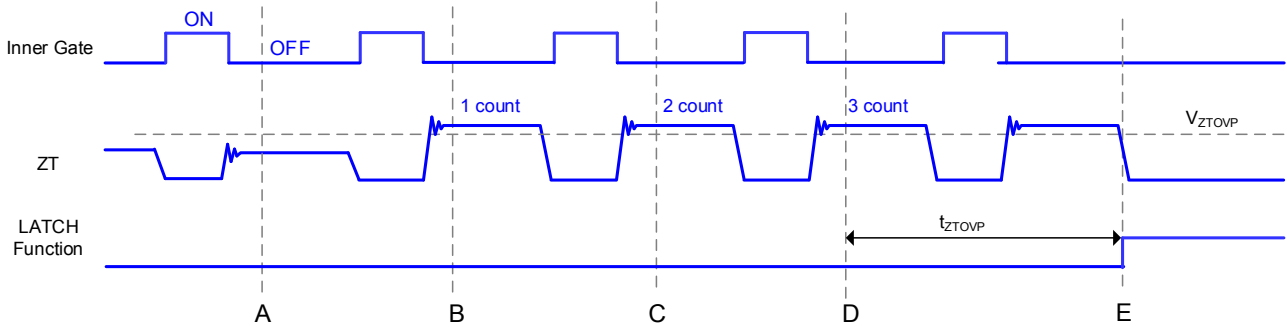 ON
Inner Gate
OFF
1 count
2 count
3 count
VZTOVP
ZT
LATCH
Function
tZTOVP
A
B
C
D
E